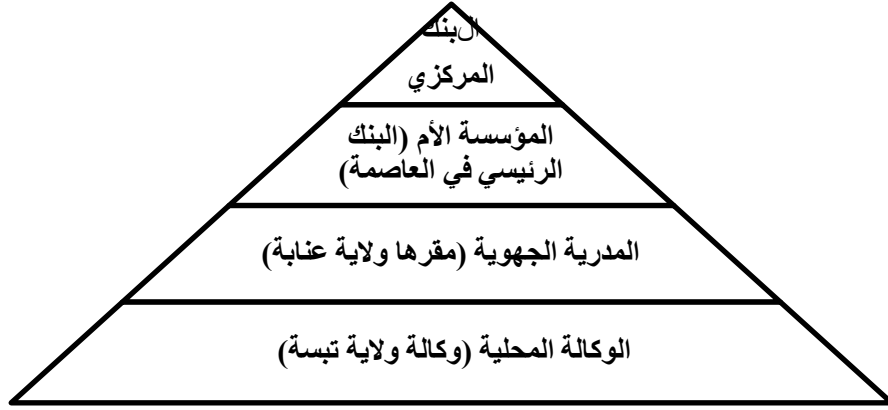 البنك
المركزي
المؤسسة الأم (البنك
الرئيسي في العاصمة)
المدرية الجهوية (مقرها ولاية عنابة)
الوكالة المحلية (وكالة ولاية تبسة)